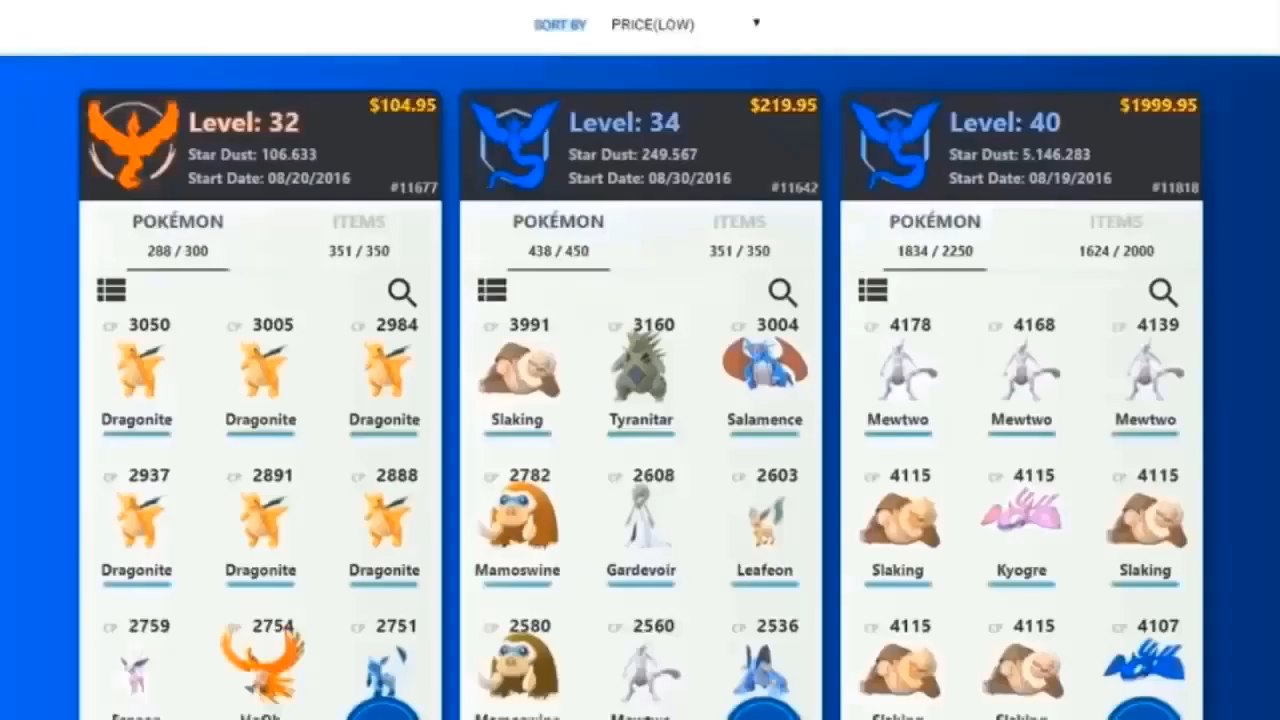 SORT BY PRICE(LOW)
$104.95
Level: 32
Star Dust: 106.633
Start Date: 08/20/2016
#11677
POKÉMON ITEMS
288 / 300 351 / 350
CP 3050 CP 3005 CP 2984
Dragonite Dragonite Dragonite
CP 2937 CP 2891 CP 2888
Dragonite Dragonite Dragonite
CP 2759 CP 2754 CP 2751
$219.95
Level: 34
Star Dust: 249.567
Start Date: 08/30/2016
#11642
POKÉMON ITEMS
438 / 450 351 / 350
CP 3991 CP 3160 CP 3004
Slaking Tyranitar Salamence
CP 2782 CP 2608 CP 2603
Mamoswine Gardevoir Leafeon
CP 2580 CP 2560 CP 2536
Mamoswine Mewtwo
$1999.95
Level: 40
Star Dust: 5.146.283
Start Date: 08/19/2016
#11818
POKÉMON ITEMS
1834 / 2250 1624 / 2000
CP 4178 CP 4168 CP 4139
Mewtwo Mewtwo Mewtwo
CP 4115 CP 4115 CP 4115
Slaking Kyogre Slaking
CP 4115 CP 4115 CP 4107
Slaking Slaking